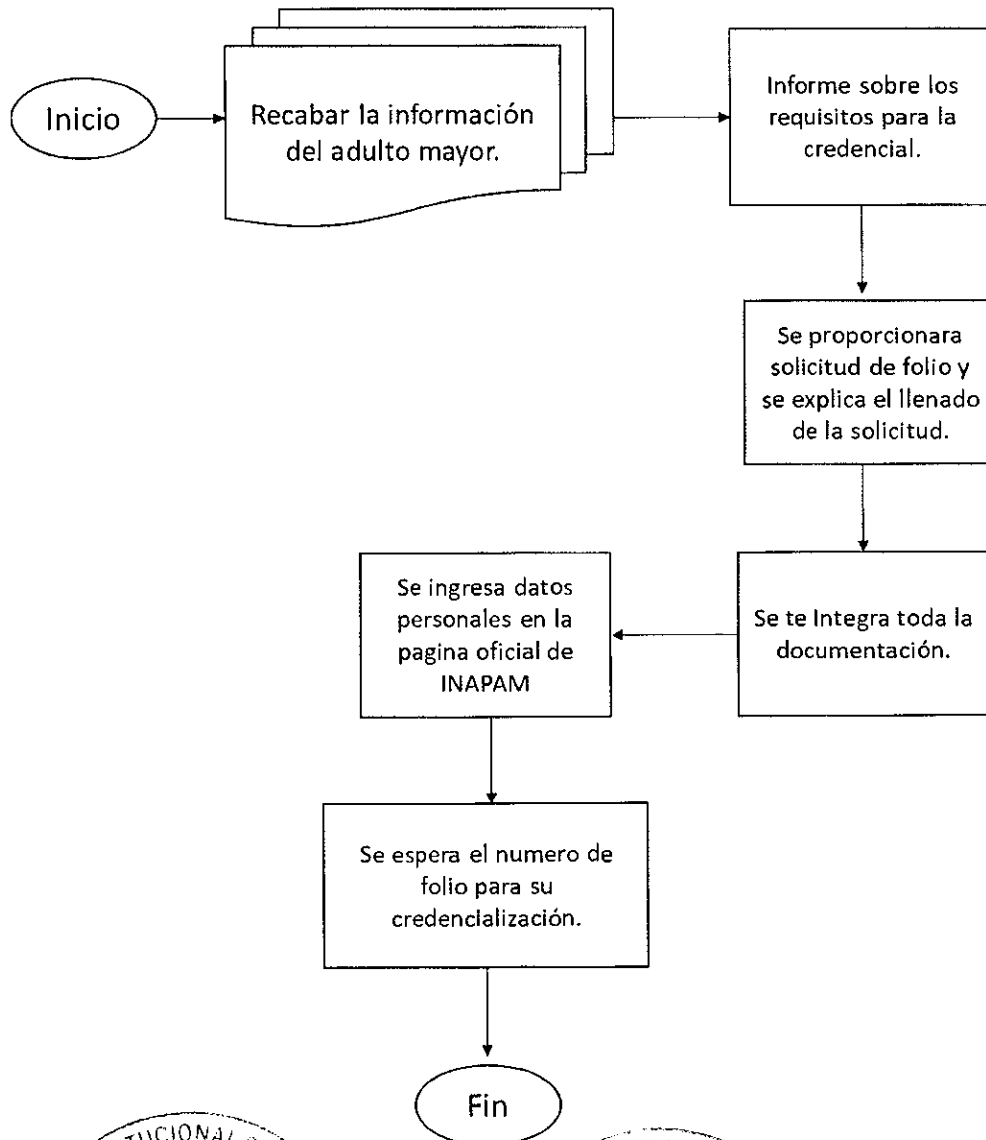 Inicio
Recabar la información
del adulto mayor.
Informe sobre los
requisitos para la
credencial.
Se proporcionara
solicitud de folio y
se explica el llenado
de la solicitud.
Se te Integra toda la
documentación.
Se ingresa datos
personales en la
pagina oficial de
INAPAM
Se espera el numero de
folio para su
credencialización.
Fin